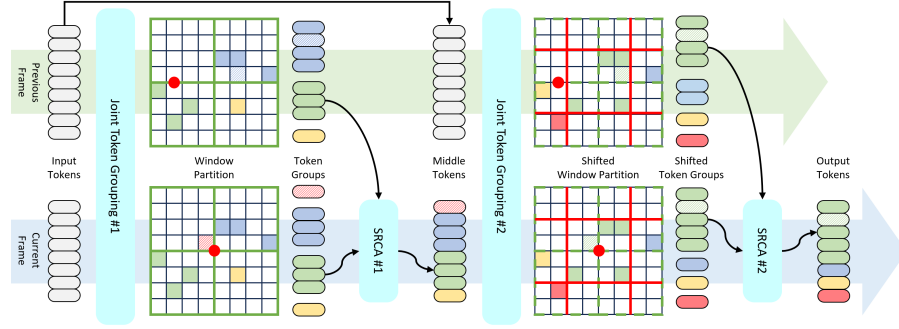 Previous
Frame
Input
Tokens
Joint Token Grouping #1
Window
Partition
Token
Groups
Middle
Tokens
Joint Token Grouping #2
Shifted
Window Partition
Shifted
Token Groups
Output
Tokens
Current
Frame
SRCA #1
SRCA #2